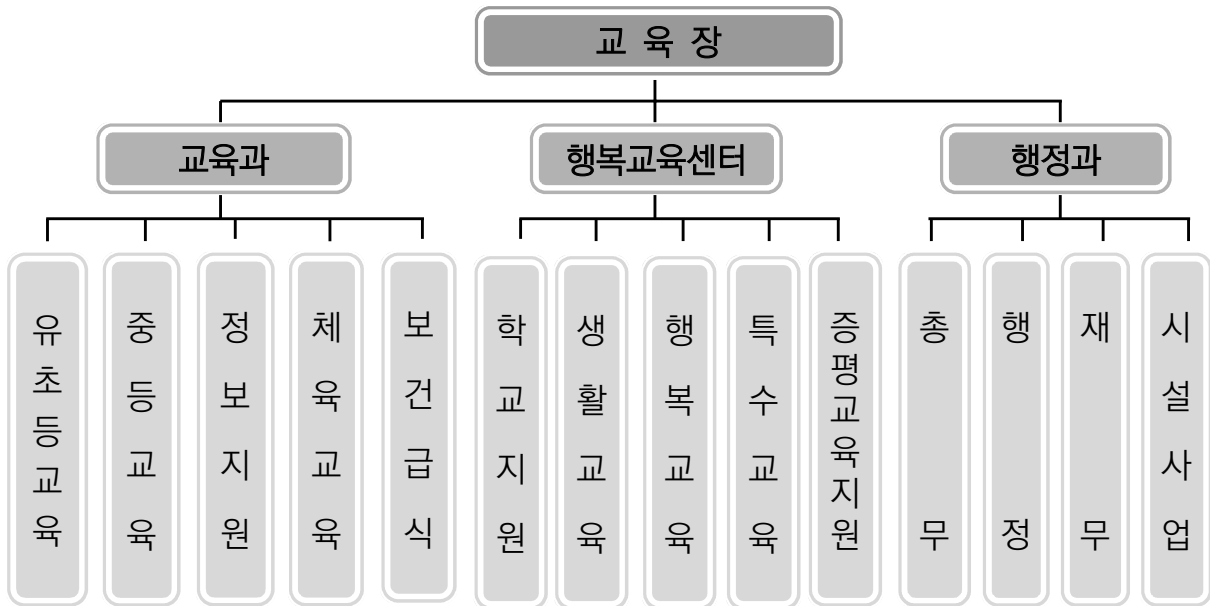 교 육 장
교육과
행복교육센터
행정과
유초등교육
중등교육
정보지원
체육교육
보건급식
학교지원
생활교육
행복교육
특수교육
증평교육지원
총무
행정
재무
시설사업